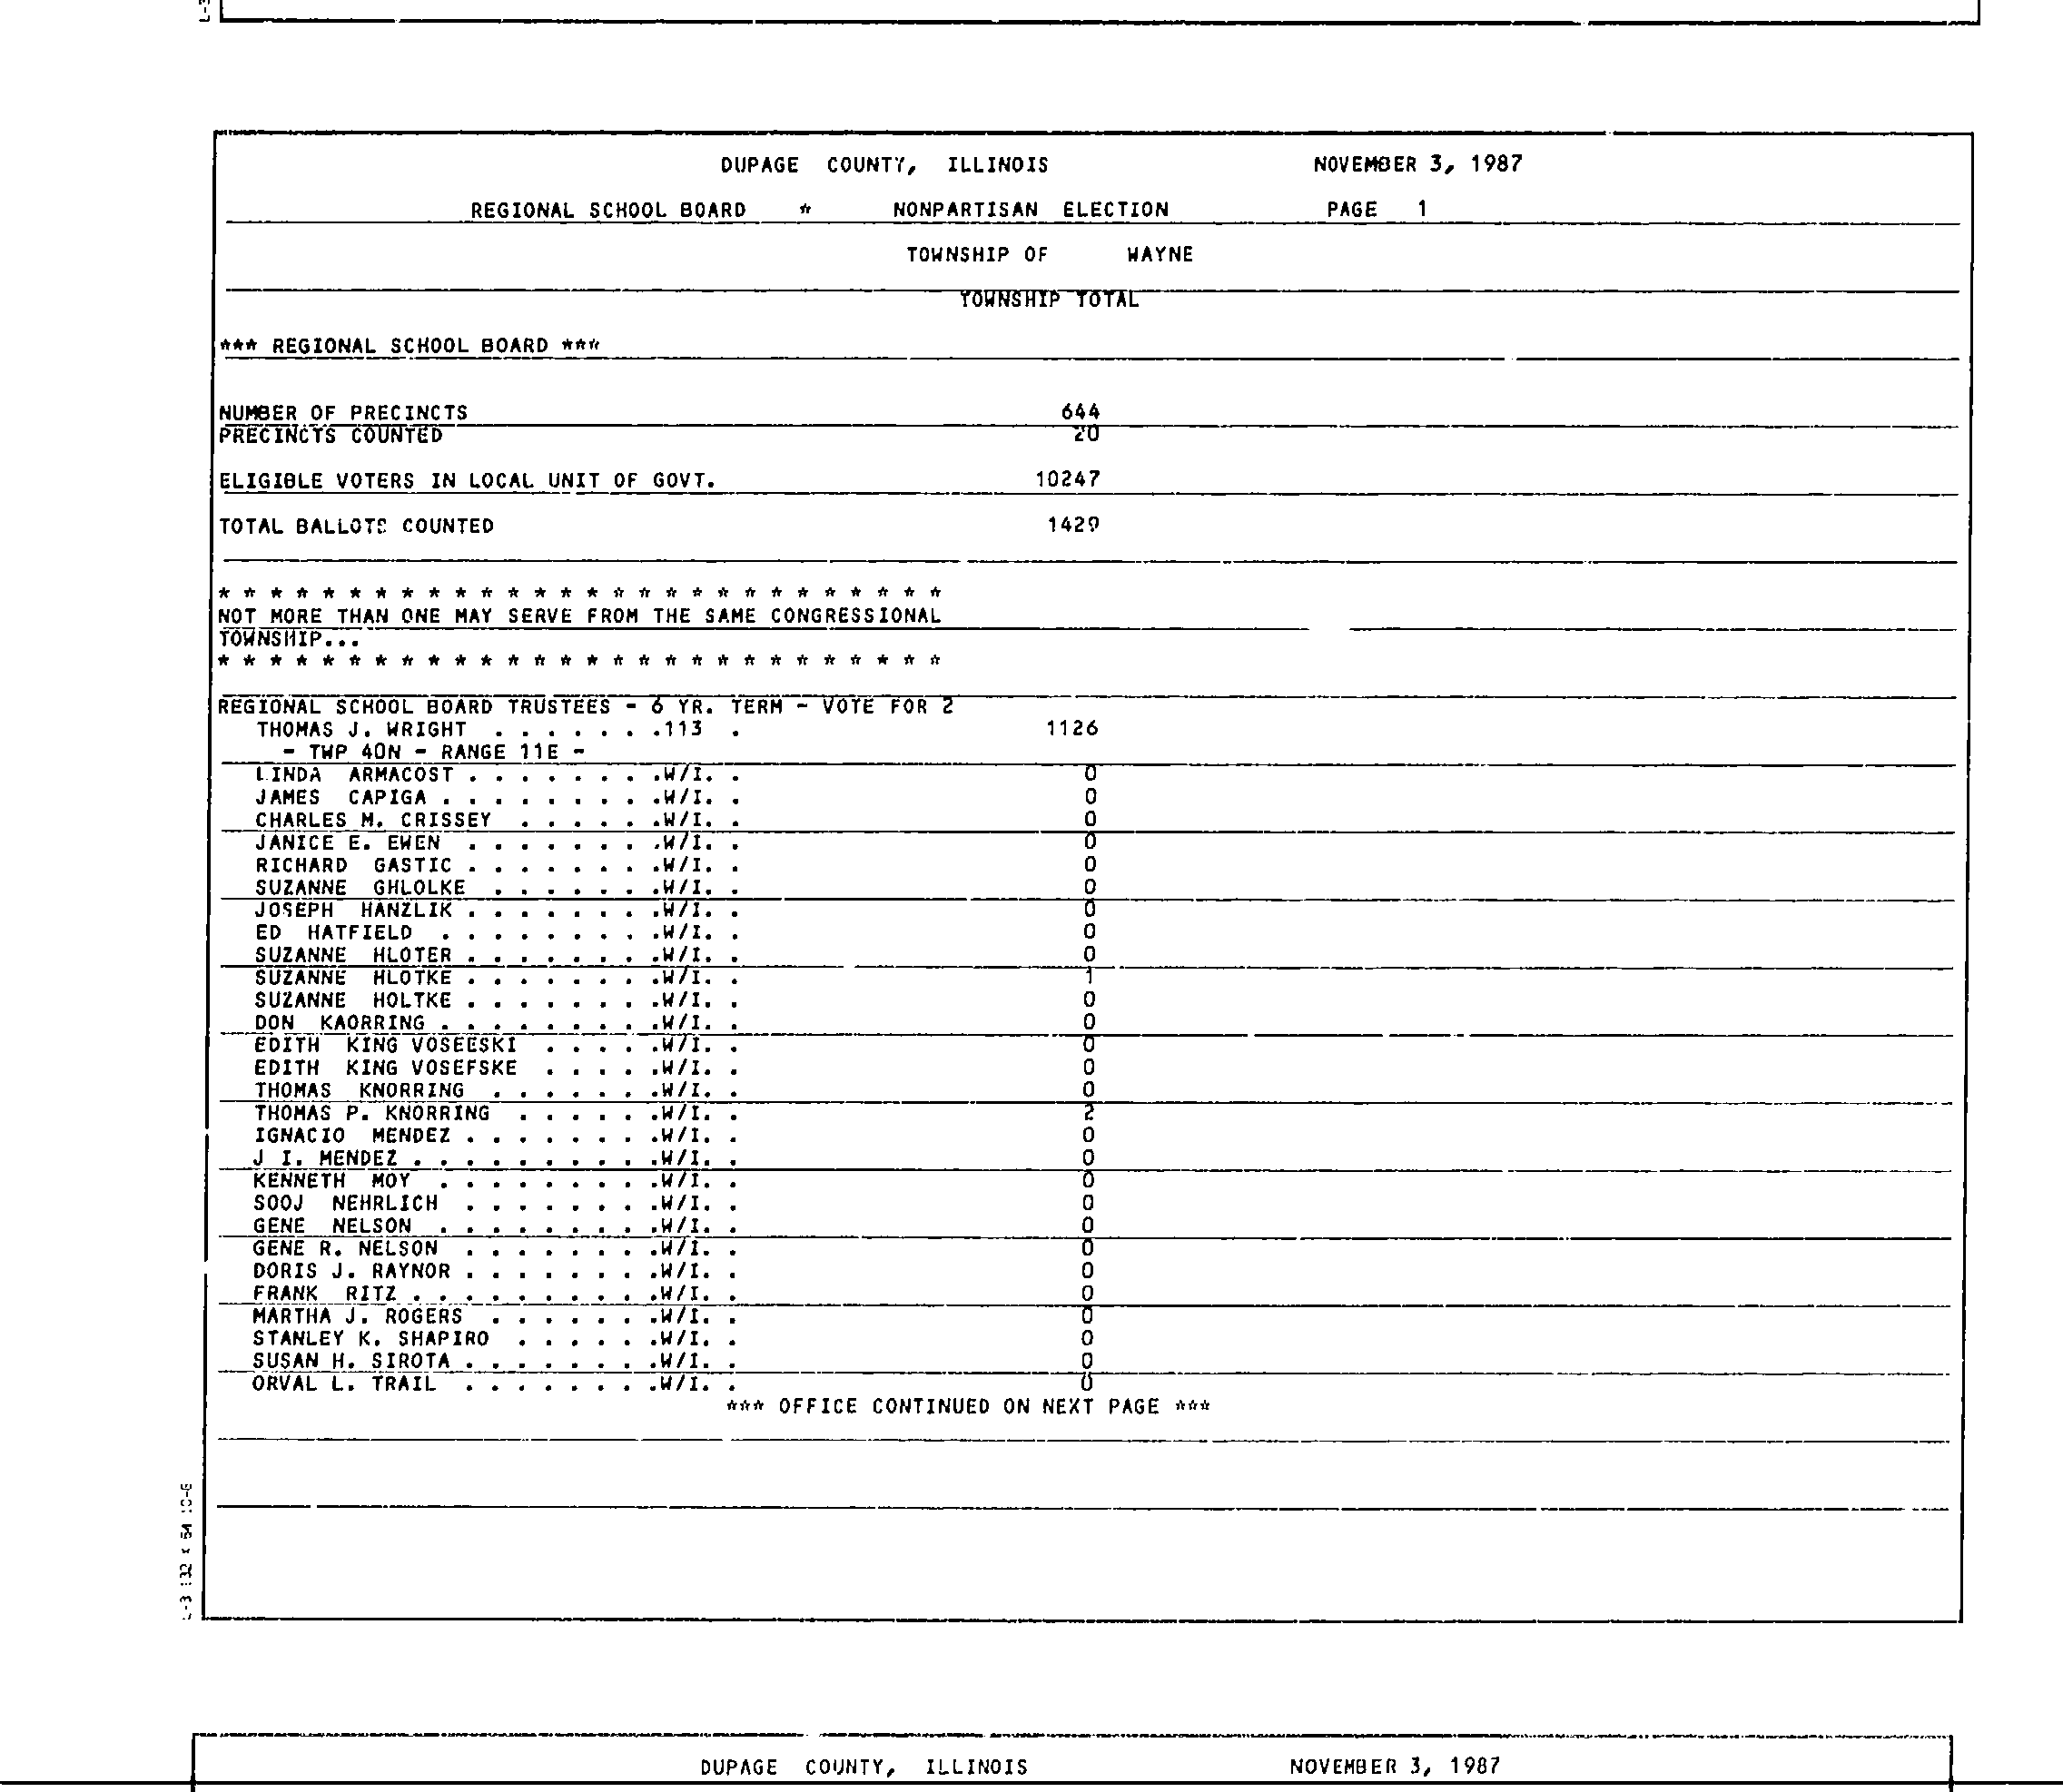 DUPAGE COUNTY, ILLINOIS NOVEMBER 3, 1987
REGIONAL SCHOOL BOARD * NONPARTISAN ELECTION PAGE 1
TOWNSHIP OF WAYNE
TOWNSHIP TOTAL
*** REGIONAL SCHOOL BOARD ***
NUMBER OF PRECINCTS 644
PRECINCTS COUNTED 20
ELIGIBLE VOTERS IN LOCAL UNIT OF GOVT. 10247
TOTAL BALLOTS COUNTED 1429
* * * * * * * * * * * * * * * * * * * * * * * * * * * *
NOT MORE THAN ONE MAY SERVE FROM THE SAME CONGRESSIONAL
TOWNSHIP...
* * * * * * * * * * * * * * * * * * * * * * * * * * * *
REGIONAL SCHOOL BOARD TRUSTEES - 6 YR. TERM - VOTE FOR 2
THOMAS J. WRIGHT . . . . . . .113 . 1126
- TWP 40N - RANGE 11E -
LINDA ARMACOST . . . . . . . .W/I. . 0
JAMES CAPIGA . . . . . . . . .W/I. . 0
CHARLES M. CRISSEY . . . . . .W/I. . 0
JANICE E. EWEN . . . . . . . .W/I. . 0
RICHARD GASTIC . . . . . . . .W/I. . 0
SUZANNE GHLOLKE . . . . . . .W/I. . 0
JOSEPH HANZLIK . . . . . . . .W/I. . 0
ED HATFIELD . . . . . . . . .W/I. . 0
SUZANNE HLOTER . . . . . . . .W/I. . 0
SUZANNE HLOTKE . . . . . . . .W/I. . 1
SUZANNE HOLTKE . . . . . . . .W/I. . 0
DON KAORRING . . . . . . . . .W/I. . 0
EDITH KING VOSEESKI . . . . .W/I. . 0
EDITH KING VOSEFSKE . . . . .W/I. . 0
THOMAS KNORRING . . . . . . .W/I. . 0
THOMAS P. KNORRING . . . . . .W/I. . 2
IGNACIO MENDEZ . . . . . . . .W/I. . 0
J I. MENDEZ . . . . . . . . . .W/I. . 0
KENNETH MOY . . . . . . . . .W/I. . 0
SOOJ NEHRLICH . . . . . . . .W/I. . 0
GENE NELSON . . . . . . . . .W/I. . 0
GENE R. NELSON . . . . . . . .W/I. . 0
DORIS J. RAYNOR . . . . . . . .W/I. . 0
FRANK RITZ . . . . . . . . . .W/I. . 0
MARTHA J. ROGERS . . . . . . .W/I. . 0
STANLEY K. SHAPIRO . . . . . .W/I. . 0
SUSAN H. SIROTA . . . . . . . .W/I. . 0
ORVAL L. TRAIL . . . . . . . .W/I. . 0
*** OFFICE CONTINUED ON NEXT PAGE ***
DUPAGE COUNTY, ILLINOIS NOVEMBER 3, 1987